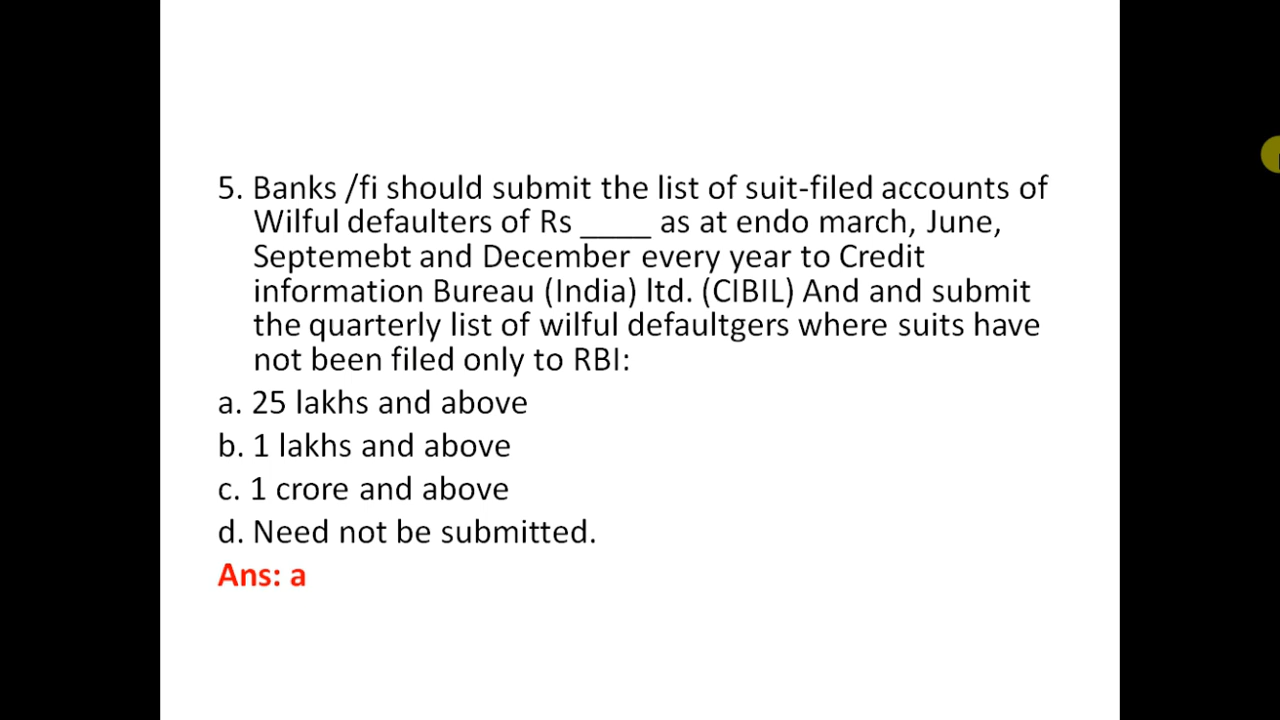 5. Banks /fi should submit the list of suit-filed accounts of
Wilful defaulters of Rs ____ as at endo march, June,
Septemebt and December every year to Credit
information Bureau (India) ltd. (CIBIL) And and submit
the quarterly list of wilful defaultgers where suits have
not been filed only to RBI:
a. 25 lakhs and above
b. 1 lakhs and above
c. 1 crore and above
d. Need not be submitted.
Ans: a